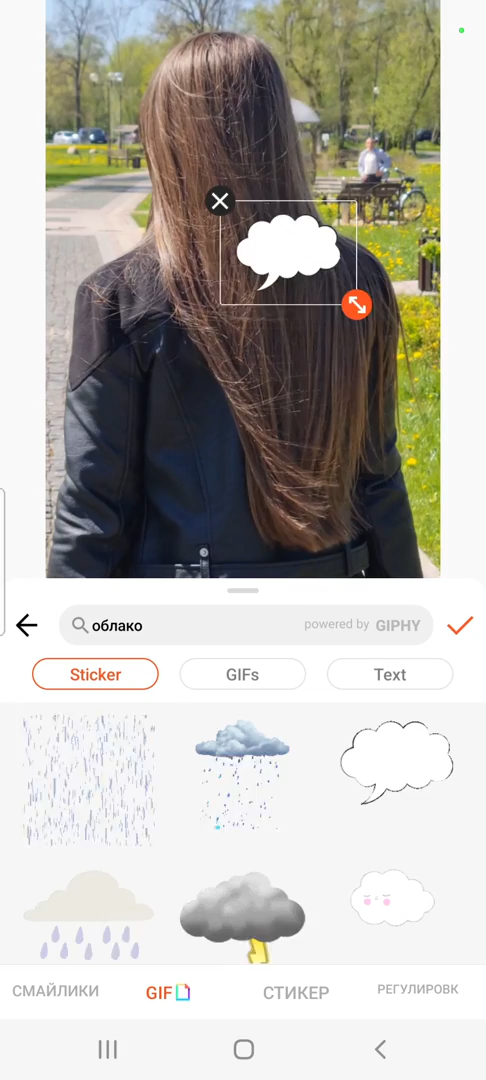 облако
powered by GIPHY
Sticker
GIFs
Text
СМАЙЛИКИ
GIF
СТИКЕР
РЕГУЛИРОВК